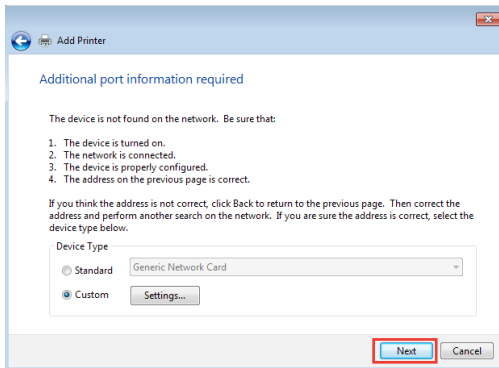 Add Printer
Additional port information required
The device is not found on the network. Be sure that:
1. The device is turned on.
2. The network is connected.
3. The device is properly configured.
4. The address on the previous page is correct.
If you think the address is not correct, click Back to return to the previous page. Then correct the
address and perform another search on the network. If you are sure the address is correct, select the
device type below.
Device Type
Standard Generic Network Card
Custom Settings...
Next Cancel